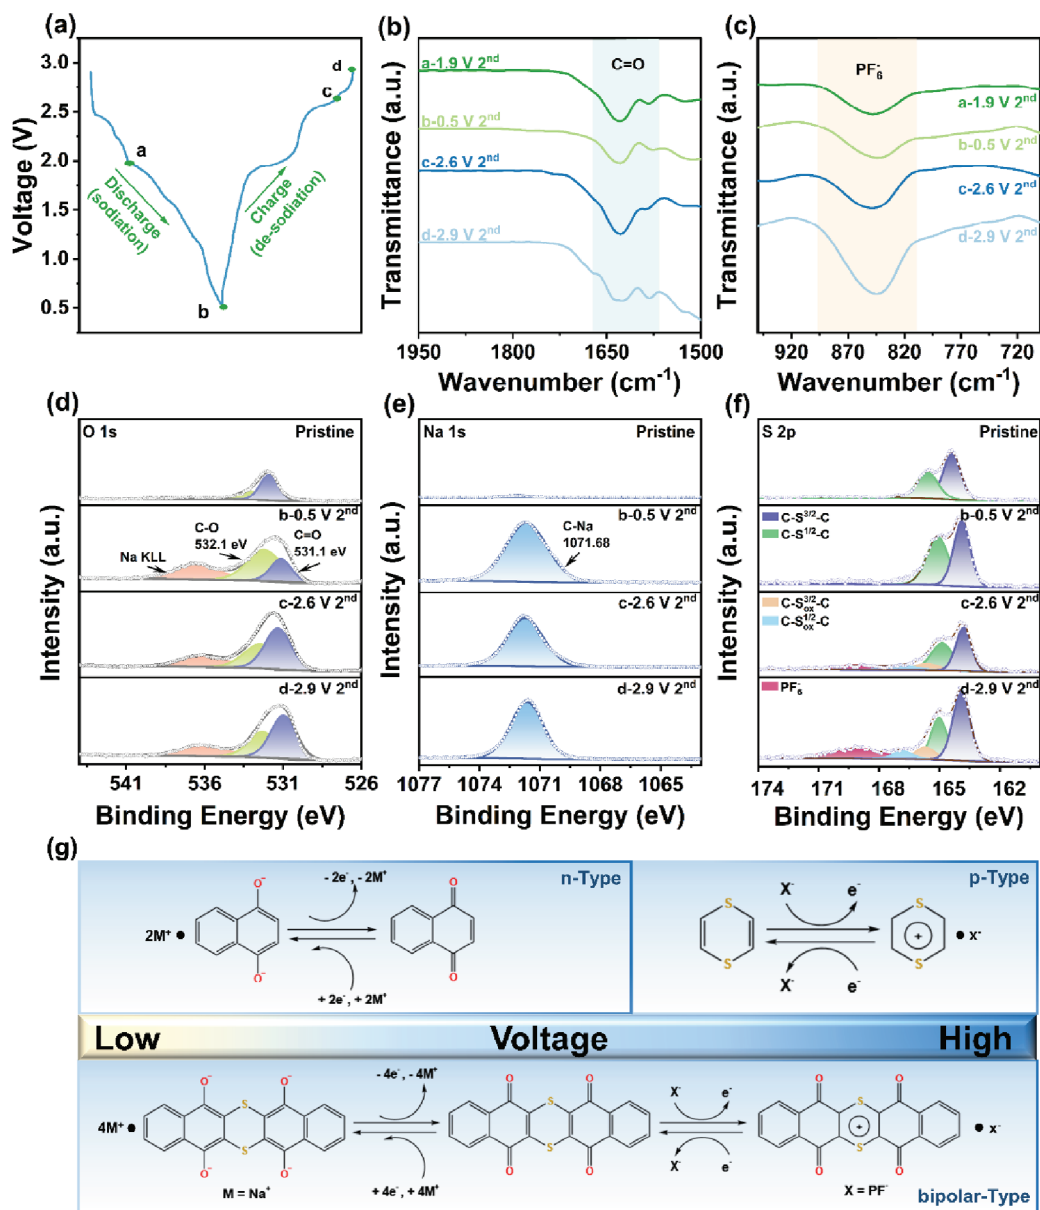 (a)
Voltage (V)
3.0
2.5
2.0
1.5
1.0
0.5
a
b
c
d
Discharge
(sodiation)
Charge
(de-sodiation)
(b)
Transmittance (a.u.)
C=O
a-1.9 V 2nd
b-0.5 V 2nd
c-2.6 V 2nd
d-2.9 V 2nd
1950 1800 1650 1500
Wavenumber (cm-1)
(c)
Transmittance (a.u.)
PF6-
a-1.9 V 2nd
b-0.5 V 2nd
c-2.6 V 2nd
d-2.9 V 2nd
920 870 820 770 720
Wavenumber (cm-1)
(d)
Intensity (a.u.)
O 1s Pristine
b-0.5 V 2nd
C-O
532.1 eV
C=O
531.1 eV
Na KLL
c-2.6 V 2nd
d-2.9 V 2nd
541 536 531 526
Binding Energy (eV)
(e)
Intensity (a.u.)
Na 1s Pristine
b-0.5 V 2nd
C-Na
1071.68
c-2.6 V 2nd
d-2.9 V 2nd
1077 1074 1071 1068 1065
Binding Energy (eV)
(f)
Intensity (a.u.)
S 2p Pristine
b-0.5 V 2nd
C-S3/2-C
C-S1/2-C
c-2.6 V 2nd
C-S3/2ox-C
C-S1/2ox-C
d-2.9 V 2nd
PF6-
174 171 168 165 162
Binding Energy (eV)
(g)
n-Type
- 2e-, - 2M+
2M+ •
O-
O-
O
O
+ 2e-, + 2M+
p-Type
X- e-
S
S
S
S
+
• x-
X- e-
Low Voltage High
- 4e-, - 4M+
4M+ •
O- O-
S
S
O- O-
M = Na+
+ 4e-, + 4M+
O O
S
S
O O
X- e-
X- e-
O O
S
+
S
O O
• x-
X = PF-
bipolar-Type